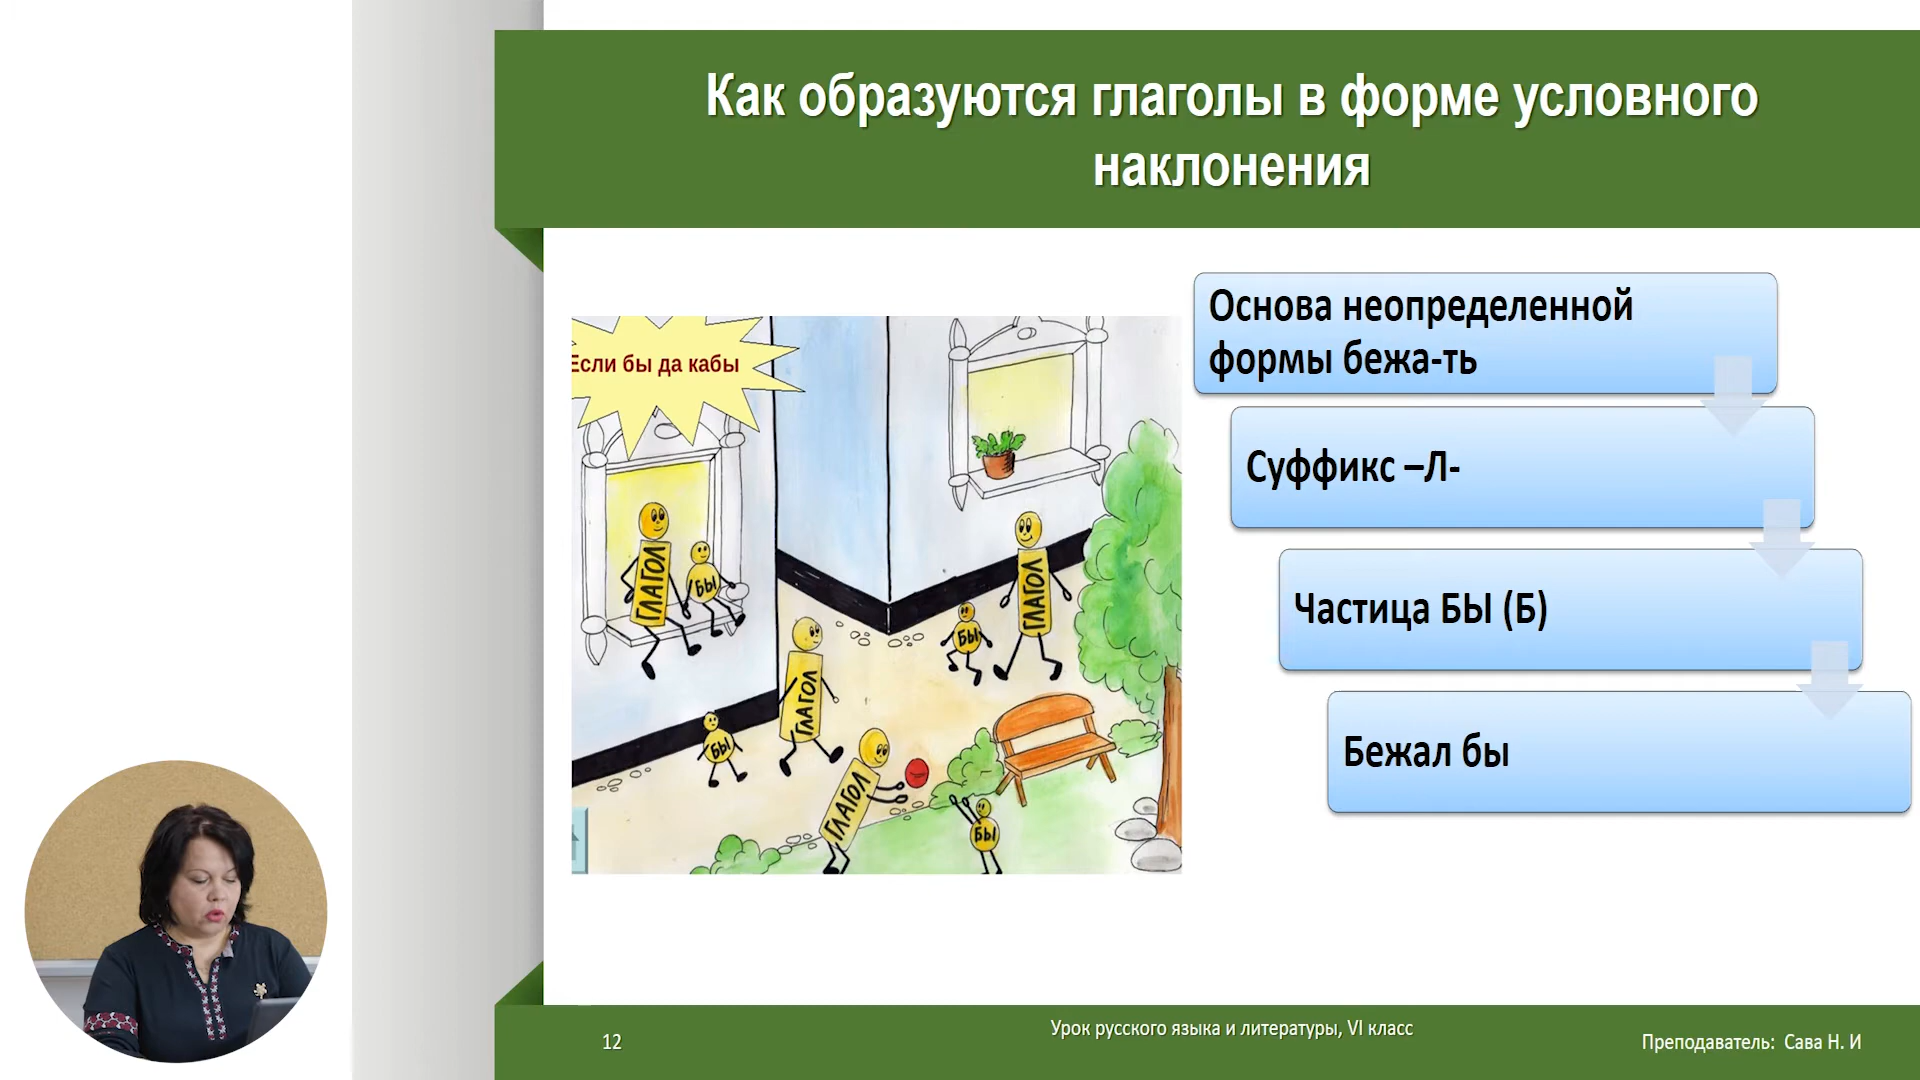 Как образуются глаголы в форме условного
наклонения
Если бы да кабы
ГЛАГОЛ
БЫ
ГЛАГОЛ
БЫ
БЫ
ГЛАГОЛ
ГЛАГОЛ
БЫ
Основа неопределенной
формы бежа-ть
Суффикс –Л-
Частица БЫ (Б)
Бежал бы
12
Урок русского языка и литературы, VI класс
Преподаватель: Сава Н. И